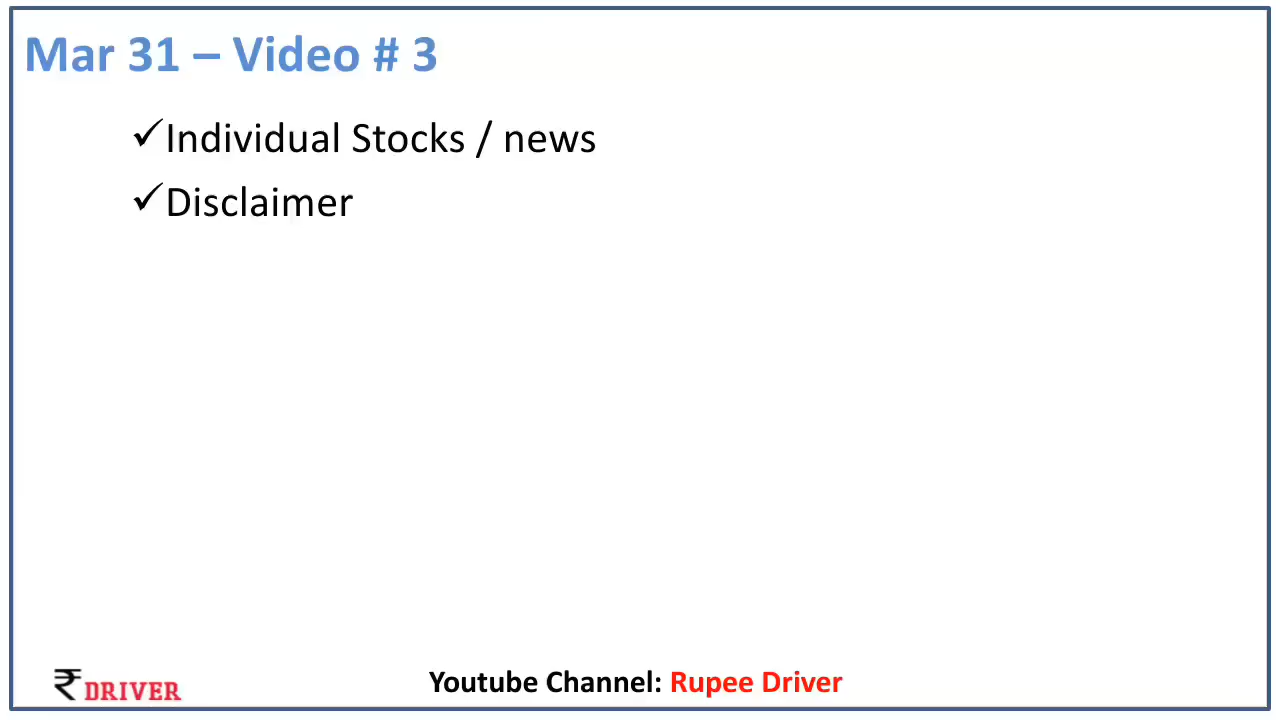 Mar 31 – Video # 3
✓Individual Stocks / news
✓Disclaimer
₹ DRIVER
Youtube Channel: Rupee Driver